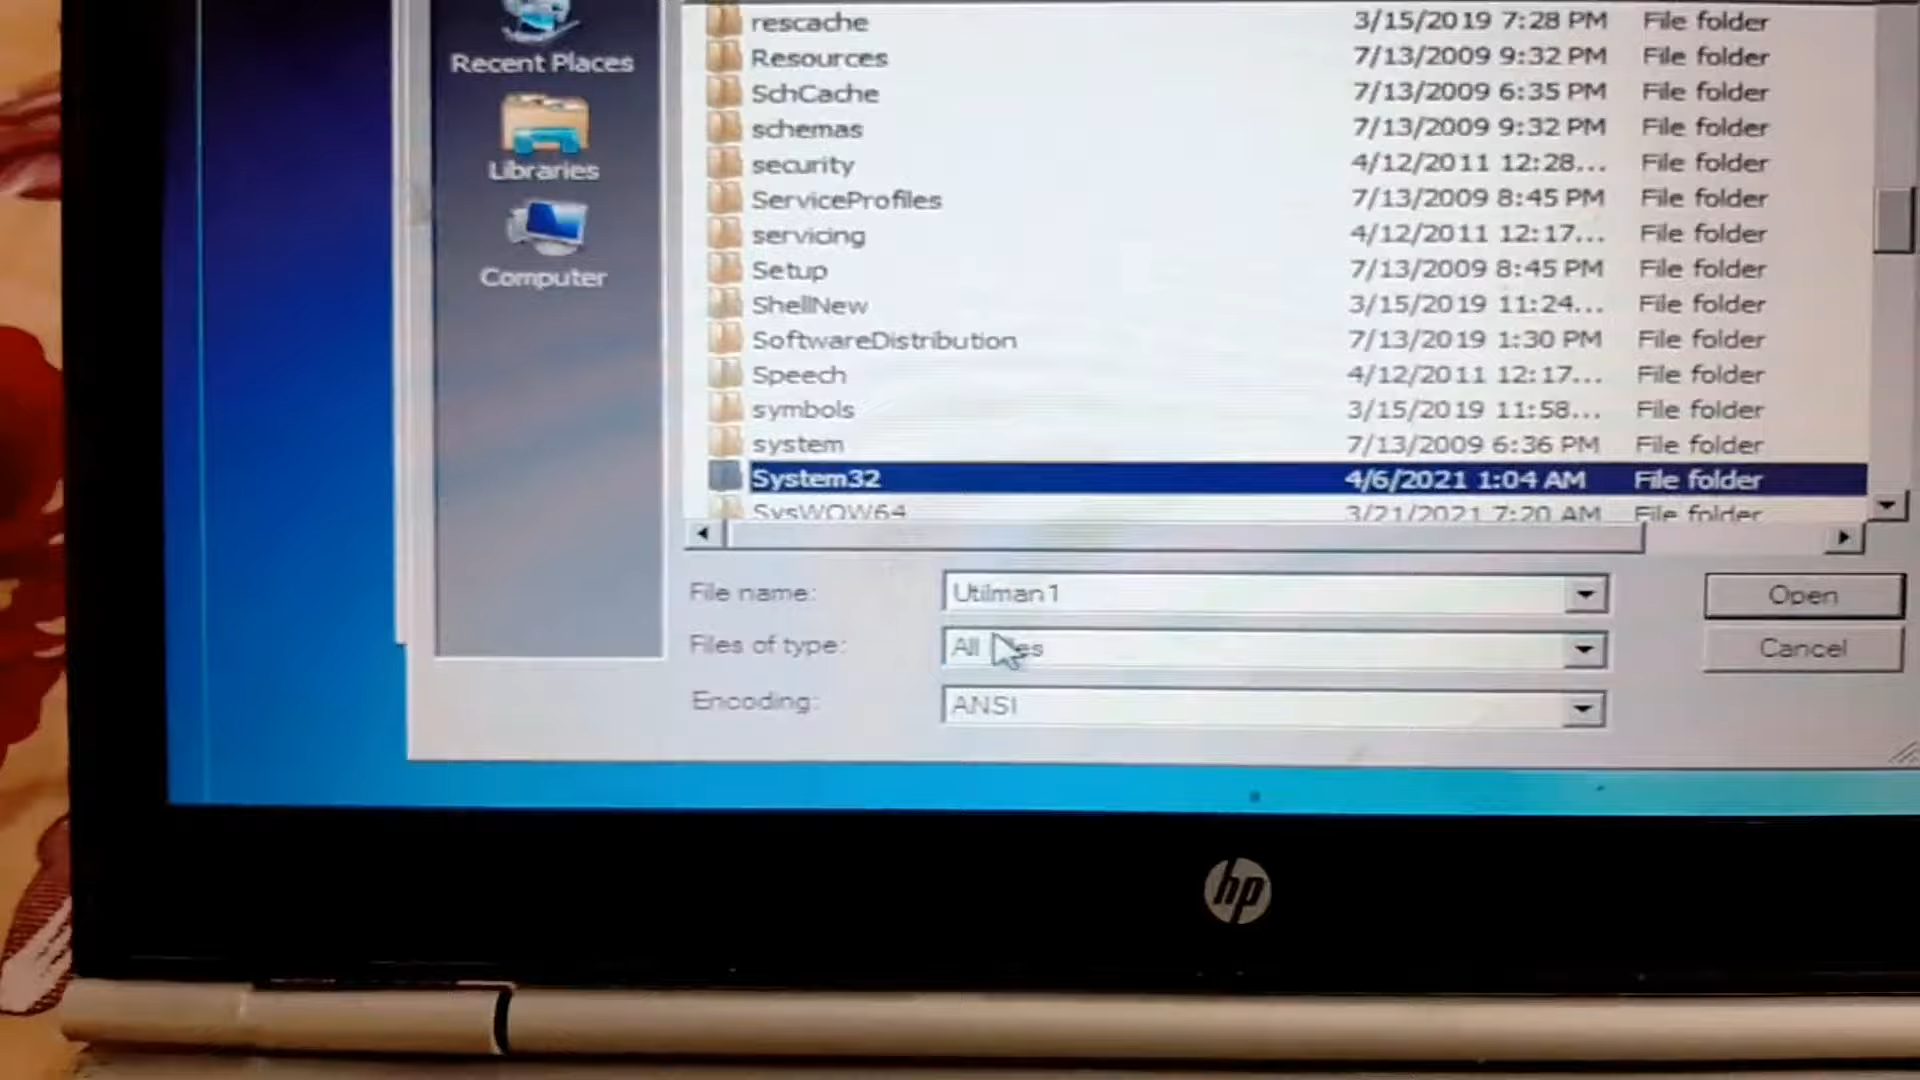 rescache 3/15/2019 7:28 PM File folder
Recent Places
Resources 7/13/2009 9:32 PM File folder
SchCache 7/13/2009 6:35 PM File folder
schemas 7/13/2009 9:32 PM File folder
Libraries
security 4/12/2011 12:28... File folder
ServiceProfiles 7/13/2009 8:45 PM File folder
servicing 4/12/2011 12:17... File folder
Computer
Setup 7/13/2009 8:45 PM File folder
ShellNew 3/15/2019 11:24... File folder
SoftwareDistribution 7/13/2019 1:30 PM File folder
Speech 4/12/2011 12:17... File folder
symbols 3/15/2019 11:58... File folder
system 7/13/2009 6:36 PM File folder
System32 4/6/2021 1:04 AM File folder
SysWOW64 3/21/2021 7:20 AM File folder
File name: Utilman1 Open
Files of type: All Files Cancel
Encoding: ANSI
hp